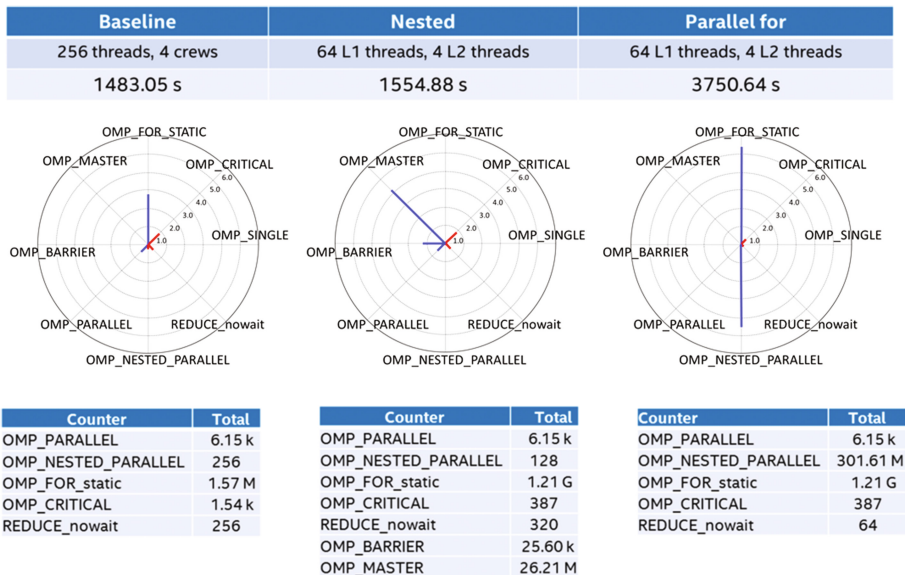 Baseline Nested Parallel for
256 threads, 4 crews 64 L1 threads, 4 L2 threads 64 L1 threads, 4 L2 threads
1483.05 s 1554.88 s 3750.64 s
OMP_FOR_STATIC
OMP_MASTER
OMP_CRITICAL
6.0
5.0
4.0
3.0
2.0
1.0
OMP_SINGLE
OMP_BARRIER
OMP_PARALLEL
REDUCE_nowait
OMP_NESTED_PARALLEL
OMP_FOR_STATIC
OMP_MASTER
OMP_CRITICAL
6.0
5.0
4.0
3.0
2.0
1.0
OMP_SINGLE
OMP_BARRIER
OMP_PARALLEL
REDUCE_nowait
OMP_NESTED_PARALLEL
OMP_FOR_STATIC
OMP_MASTER
OMP_CRITICAL
6.0
5.0
4.0
3.0
2.0
1.0
OMP_SINGLE
OMP_BARRIER
OMP_PARALLEL
REDUCE_nowait
OMP_NESTED_PARALLEL
Counter Total
OMP_PARALLEL 6.15 k
OMP_NESTED_PARALLEL 256
OMP_FOR_static 1.57 M
OMP_CRITICAL 1.54 k
REDUCE_nowait 256
Counter Total
OMP_PARALLEL 6.15 k
OMP_NESTED_PARALLEL 128
OMP_FOR_static 1.21 G
OMP_CRITICAL 387
REDUCE_nowait 320
OMP_BARRIER 25.60 k
OMP_MASTER 26.21 M
Counter Total
OMP_PARALLEL 6.15 k
OMP_NESTED_PARALLEL 301.61 M
OMP_FOR_static 1.21 G
OMP_CRITICAL 387
REDUCE_nowait 64